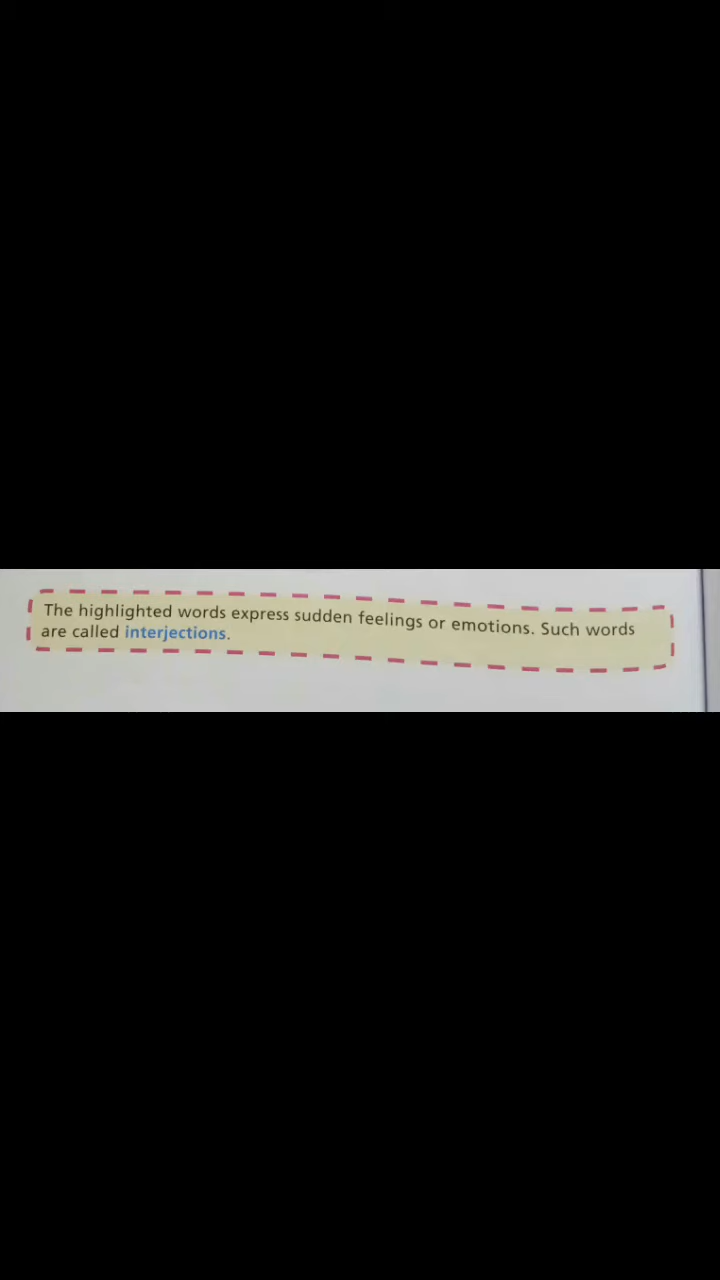 The highlighted words express sudden feelings or emotions. Such words
are called interjections.